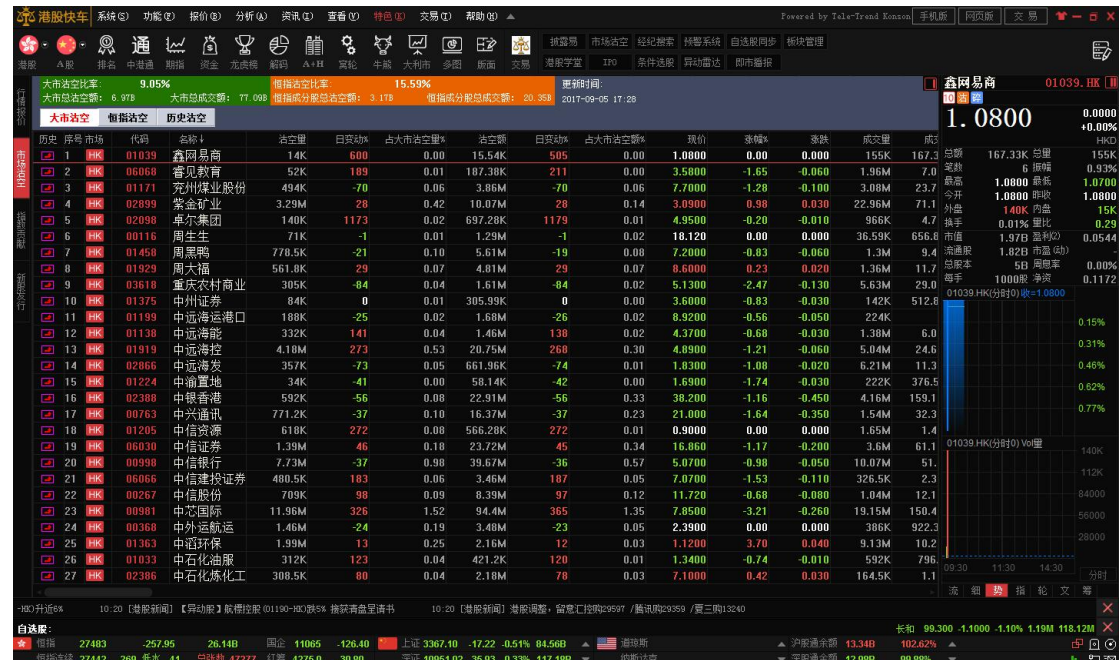 港股快车 系统(S) 功能(F) 报价(B) 分析(A) 资讯(I) 查看(V) 特色(E) 交易(T) 帮助(H) Powered by Tele-Trend Konson 手机版 网页版 交 易
港股 A股 排名 中港通 期指 资金 龙虎榜 解码 A+H 窝轮 牛熊 大利市 多图 版面 交易
披露易 市场沽空 经纪搜索 预警系统 自选股同步 板块管理
港股学堂 IPO 条件选股 异动雷达 即市播报
行情报价
市场沽空
指数贡献
新股发行
大市沽空比率: 9.05% 恒指沽空比率: 15.59% 更新时间:
大市总沽空额: 6.97B 大市总成交额: 77.09B 恒指成分股总沽空额: 3.17B 恒指成分股总成交额: 20.35B 2017-09-05 17:28
大市沽空 恒指沽空 历史沽空
历史 序号 市场 代码 名称↓ 沽空量 日变动% 占大市沽空量% 沽空额 日变动% 占大市沽空额% 现价 涨幅% 涨跌 成交量
1 HK 01039 鑫网易商 14K 600 0.00 15.54K 505 0.00 1.0800 0.00 0.000 155K 167.3
2 HK 06068 睿见教育 52K 189 0.01 187.38K 211 0.00 3.5800 -1.65 -0.060 1.96M 7.0
3 HK 01171 兖州煤业股份 494K -70 0.06 3.86M -70 0.06 7.7000 -1.28 -0.100 3.08M 23.7
4 HK 02899 紫金矿业 3.29M 28 0.42 10.07M 28 0.14 3.0900 0.98 0.030 22.96M 71.1
5 HK 02098 卓尔集团 140K 1173 0.02 697.28K 1179 0.01 4.9500 -0.20 -0.010 966K 4.7
6 HK 00116 周生生 71K -1 0.01 1.29M -1 0.02 18.120 0.00 0.000 36.59K 656.8
7 HK 01458 周黑鸭 778.5K -21 0.10 5.61M -19 0.08 7.2000 -0.83 -0.060 1.3M 9.4
8 HK 01929 周大福 561.8K 29 0.07 4.81M 29 0.07 8.6000 0.23 0.020 1.36M 11.7
9 HK 03618 重庆农村商业 305K -84 0.04 1.61M -84 0.02 5.1300 -2.47 -0.130 5.63M 29.0
10 HK 01375 中州证券 84K 0 0.01 305.99K 0 0.00 3.6000 -0.83 -0.030 142K 512.8
11 HK 01199 中远海运港口 188K -25 0.02 1.68M -26 0.02 8.9200 -0.56 -0.050 224K
12 HK 01138 中远海能 332K 141 0.04 1.46M 138 0.02 4.3700 -0.68 -0.030 1.38M 6.0
13 HK 01919 中远海控 4.18M 273 0.53 20.75M 268 0.30 4.8900 -1.21 -0.060 5.04M 24.6
14 HK 02866 中远海发 357K -73 0.05 661.96K -74 0.01 1.8300 -1.08 -0.020 6.21M 11.3
15 HK 01224 中渝置地 34K -41 0.00 58.14K -42 0.00 1.6900 -1.74 -0.030 222K 376.5
16 HK 02388 中银香港 592K -56 0.08 22.91M -56 0.33 38.200 -1.16 -0.450 4.16M 159.1
17 HK 00763 中兴通讯 771.2K -37 0.10 16.37M -37 0.23 21.000 -1.64 -0.350 1.54M 32.3
18 HK 01205 中信资源 618K 272 0.08 566.28K 272 0.01 0.9000 0.00 0.000 1.65M 1.4
19 HK 06030 中信证券 1.39M 46 0.18 23.72M 45 0.34 16.860 -1.17 -0.200 3.6M 61.1
20 HK 00998 中信银行 7.73M -37 0.98 39.67M -36 0.57 5.0700 -0.98 -0.050 10.07M 51.
21 HK 06066 中信建投证券 480.5K 183 0.06 3.46M 187 0.05 7.0700 -1.53 -0.110 326.5K 2.3
22 HK 00267 中信股份 709K 98 0.09 8.39M 97 0.12 11.720 -0.68 -0.080 1.04M 12.1
23 HK 00981 中芯国际 11.96M 326 1.52 94.4M 365 1.35 7.8500 -3.21 -0.260 19.15M 150.4
24 HK 00368 中外运航运 1.46M -24 0.19 3.48M -23 0.05 2.3900 0.00 0.000 386K 922.3
25 HK 01363 中滔环保 1.99M 13 0.25 2.16M 12 0.03 1.1200 3.70 0.040 9.13M 10.2
26 HK 01033 中石化油服 312K 123 0.04 421.2K 120 0.01 1.3400 -0.74 -0.010 592K 796.
27 HK 02386 中石化炼化工 308.5K 80 0.04 2.18M 78 0.03 7.1000 0.42 0.030 164.5K 1.1
鑫网易商 01039.HK
10 沽
1.0800 0.0000
+0.00%
HKD
总额 167.33K 总量 155K
笔数 6 振幅 0.93%
最高 1.0800 最低 1.0700
今开 1.0800 昨收 1.0800
外盘 140K 内盘 15K
换手 0.01% 量比 0.29
市值 1.97B 盈利(2) 0.0544
流通股 1.82B 市盈(动) -
总股本 5B 周息率 0.00%
每手 1000股 净资 0.1172
01039.HK(分时0) 收=1.0800
0.15%
0.31%
0.46%
0.62%
0.77%
01039.HK(分时0) Vol量
140K
112K
84000
56000
28000
09:30 11:30 14:30 分时
流 细 势 指 轮 文 筹
-HK)升近6% 10:20 [港股新闻] 【异动股】航标控股(01190-HK)跌5% 接获清盘呈请书 10:20 [港股新闻] 港股调整，留意汇控购29597 /腾讯购29359 /夏三购13240
自选股: 长和 99.300 -1.1000 -1.10% 1.19M 118.12M
恒指 27483 -257.95 26.14B 国企 11065 -126.40 上证 3367.10 -17.22 -0.51% 84.56B 道琼斯 沪股通余额 13.34B 102.62%